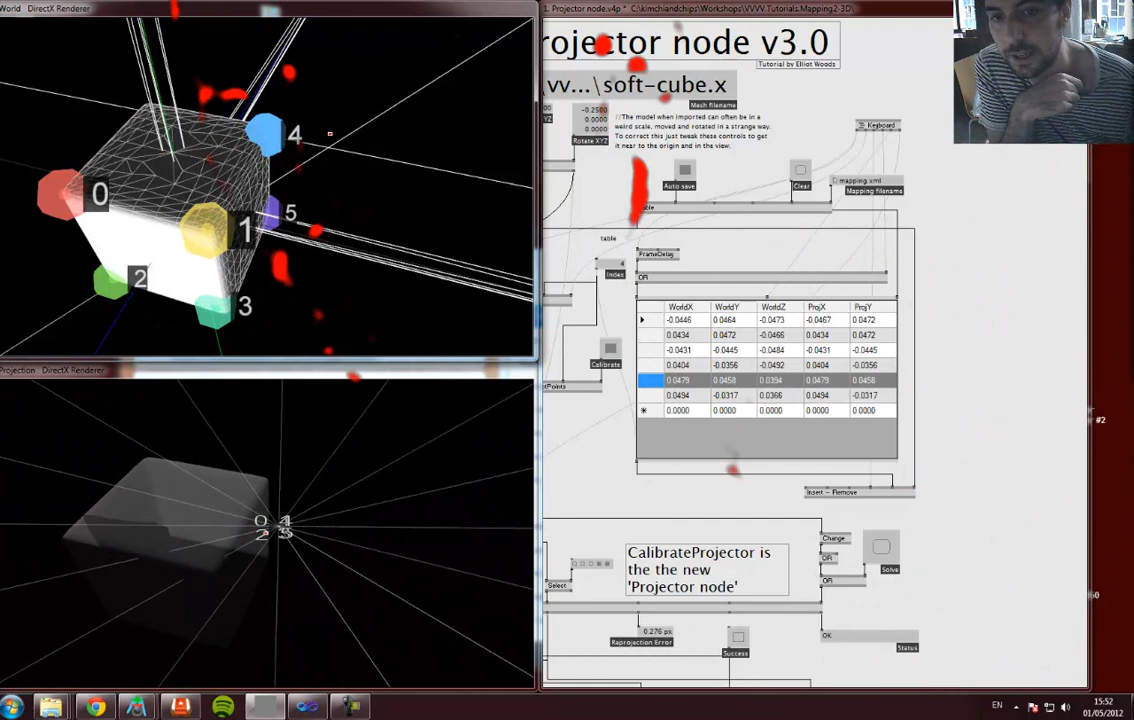 World DirectX Renderer
1. Projector node.v4p * C:\kimchiandchips\Workshops\VVVV.Tutorials.Mapping2-3D\
rojector node v3.0
Tutorial by Elliot Woods
\vv...\soft-cube.x
Mesh filename
XYZ
-0.2500
0.0000
0.0000
Rotate XYZ
//The model when imported can often be in a
weird scale, moved and rotated in a strange way.
To correct this just tweak these controls to get
it near to the origin and in the view.
Keyboard
Auto save
Clear
mapping.xml
Mapping filename
table
4
Index
FrameDelay
OR
WorldX WorldY WorldZ ProjX ProjY
-0.0446 0.0464 -0.0473 -0.0467 0.0472
0.0434 0.0472 -0.0466 0.0434 0.0472
-0.0431 -0.0445 -0.0484 -0.0431 -0.0445
0.0404 -0.0356 -0.0492 0.0404 -0.0356
0.0479 0.0458 0.0394 0.0479 0.0458
0.0494 -0.0317 0.0366 0.0494 -0.0317
0.0000 0.0000 0.0000 0.0000 0.0000
Calibrate
Insert - Remove
#2
4
0
1
5
2
3
Projection DirectX Renderer
0 4
2
CalibrateProjector is
the the new
'Projector node'
Change
OR
OR
Solve
Select
0.276 px
Reprojection Error
Success
OK
Status
EN
15:52
01/05/2012